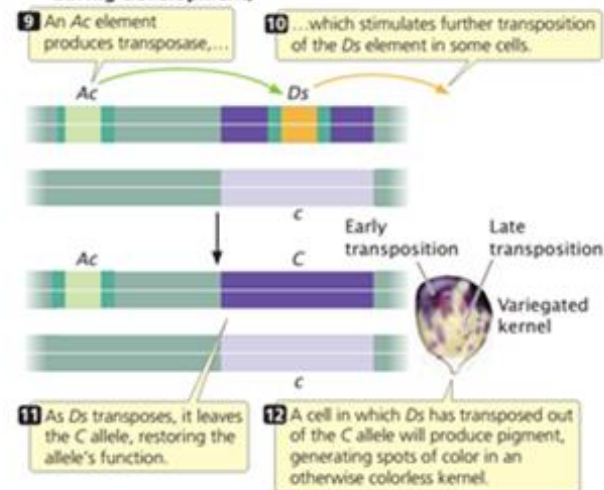 9 An Ac element
produces transposase,…
10 …which stimulates further transposition
of the Ds element in some cells.
Ac
Ds
c
Early
transposition
Late
transposition
Ac
C
Variegated
kernel
c
11 As Ds transposes, it leaves
the C allele, restoring the
allele's function.
12 A cell in which Ds has transposed out
of the C allele will produce pigment,
generating spots of color in an
otherwise colorless kernel.